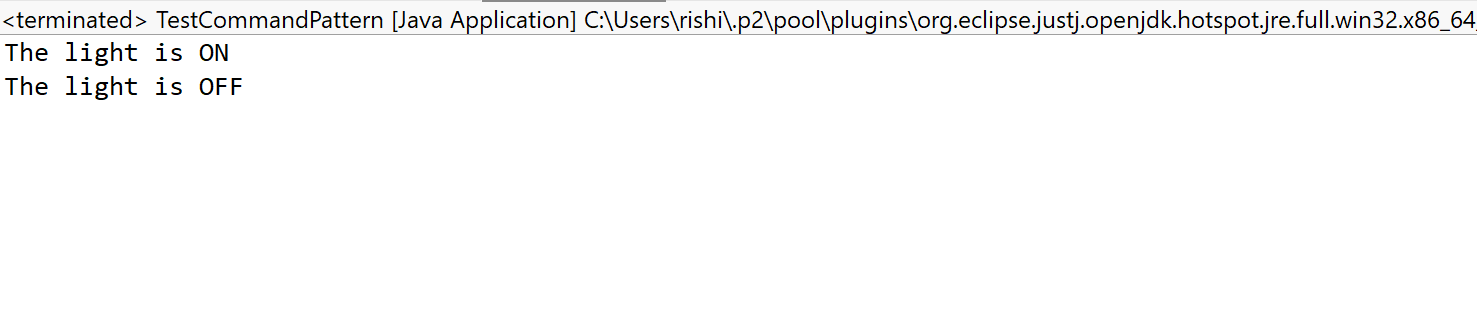 <terminated> TestCommandPattern [Java Application] C:\Users\rishi\.p2\pool\plugins\org.eclipse.justj.openjdk.hotspot.jre.full.win32.x86_64
The light is ON
The light is OFF